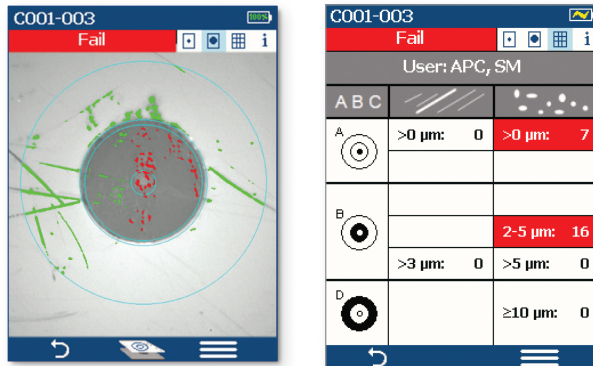 C001-003
100%
Fail
i
C001-003
Fail
i
User: APC, SM
A B C
A
>0 µm: 0
>0 µm: 7
B
2-5 µm: 16
>3 µm: 0
>5 µm: 0
D
≥10 µm: 0